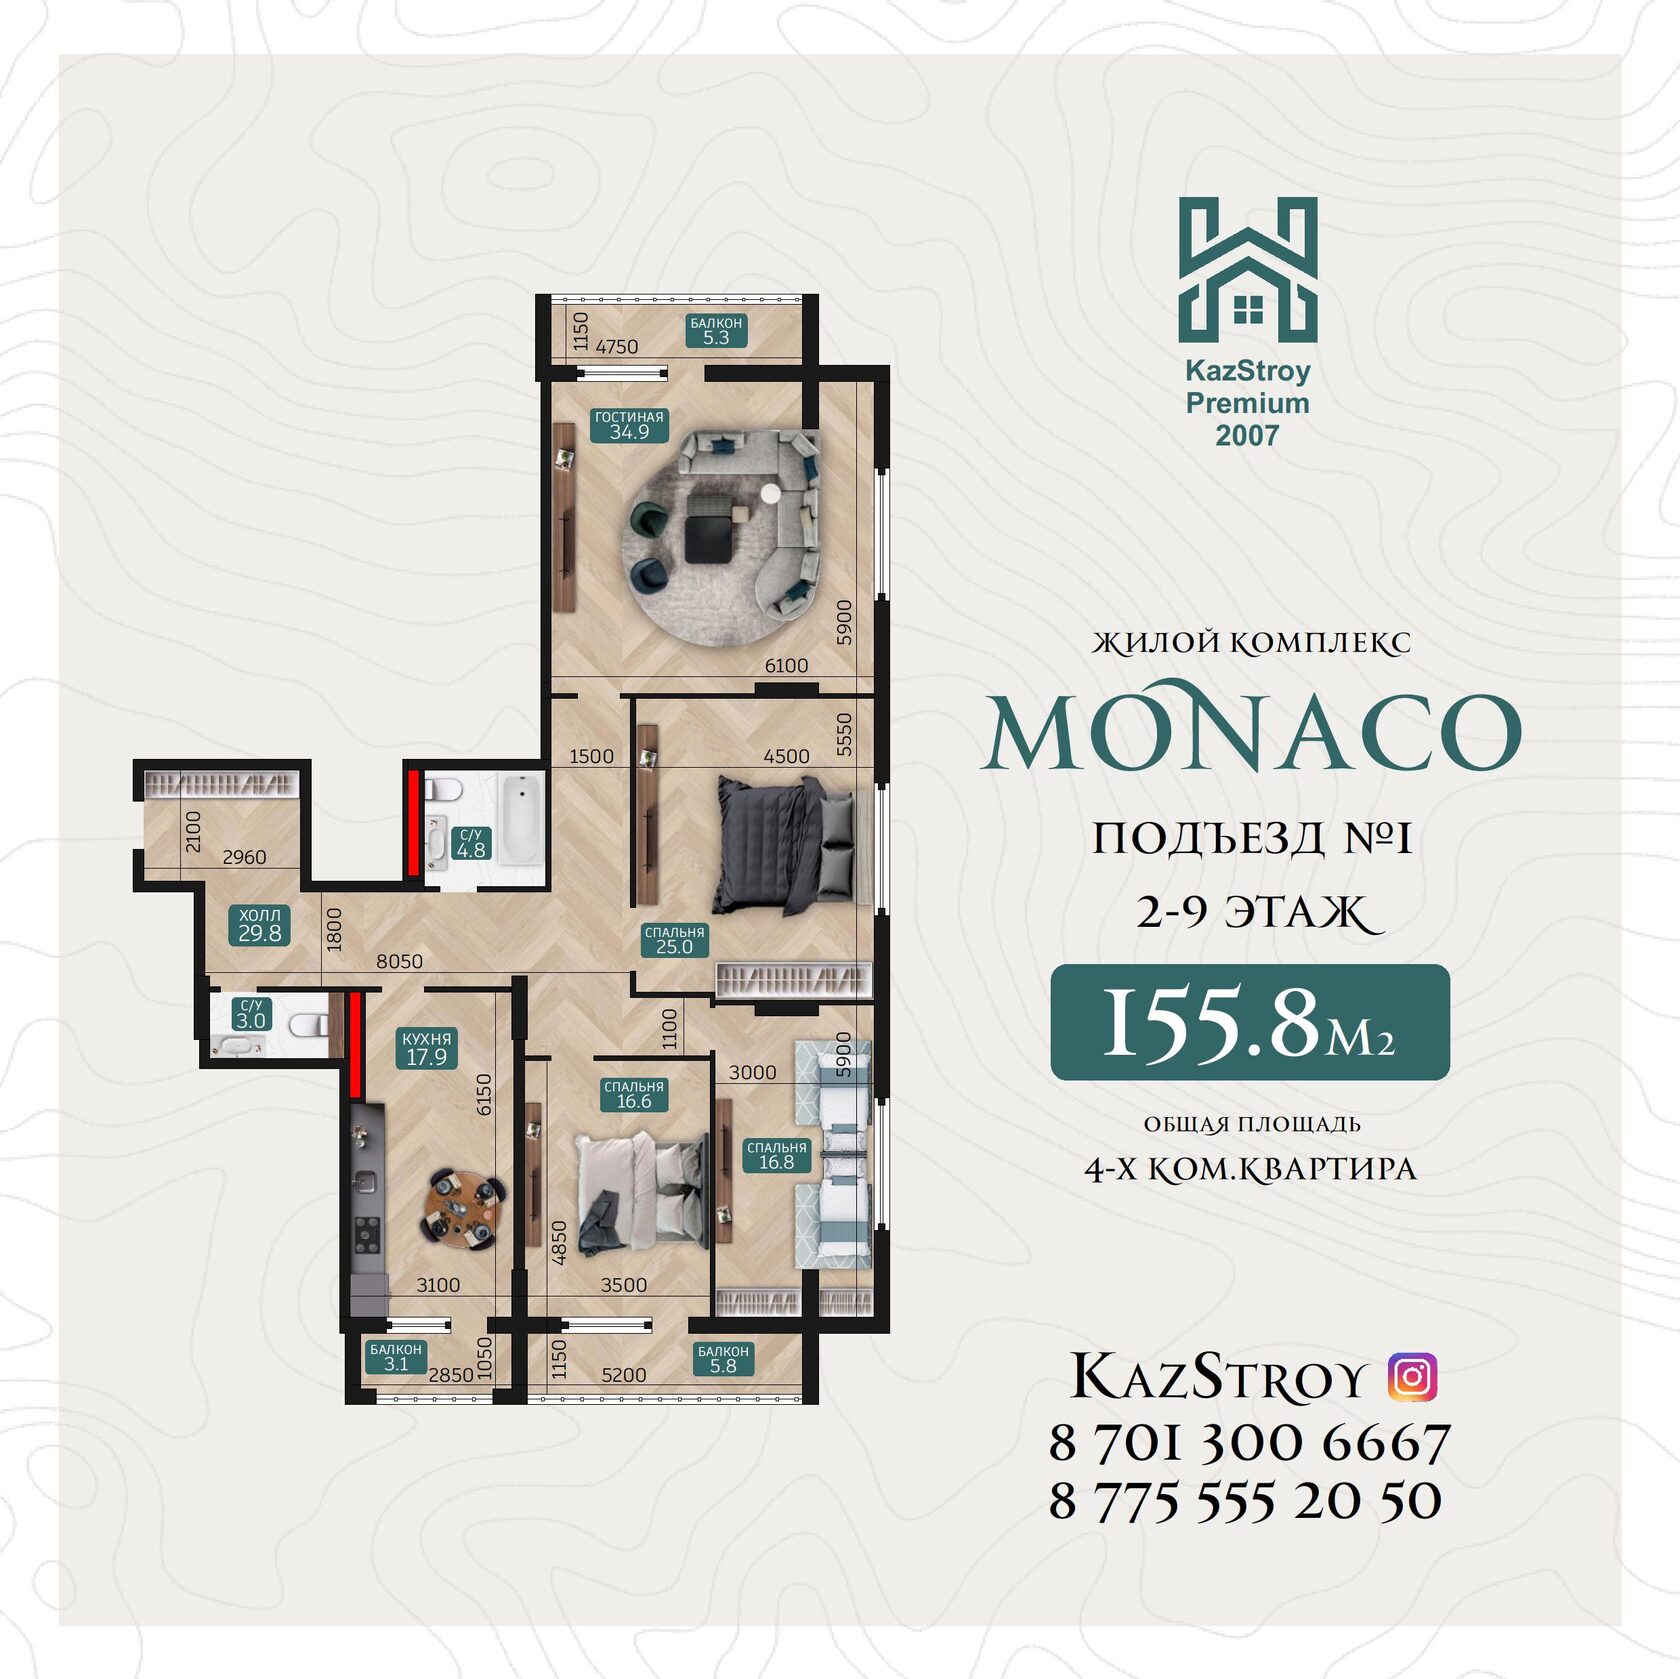 KazStroy
Premium
2007
ЖИЛОЙ КОМПЛЕКС
MONACO
ПОДЪЕЗД №1
2-9 ЭТАЖ
155.8 М2
ОБЩАЯ ПЛОЩАДЬ
4-Х КОМ.КВАРТИРА
KAZSTROY
8 701 300 6667
8 775 555 20 50
БАЛКОН
5.3
1150
4750
ГОСТИНАЯ
34.9
5900
6100
1500
4500
5550
С/У
4.8
2100
2960
ХОЛЛ
29.8
1800
8050
СПАЛЬНЯ
25.0
С/У
3.0
КУХНЯ
17.9
6150
1100
3000
5900
СПАЛЬНЯ
16.6
СПАЛЬНЯ
16.8
4850
3100
3500
БАЛКОН
3.1
2850
1050
1150
5200
БАЛКОН
5.8